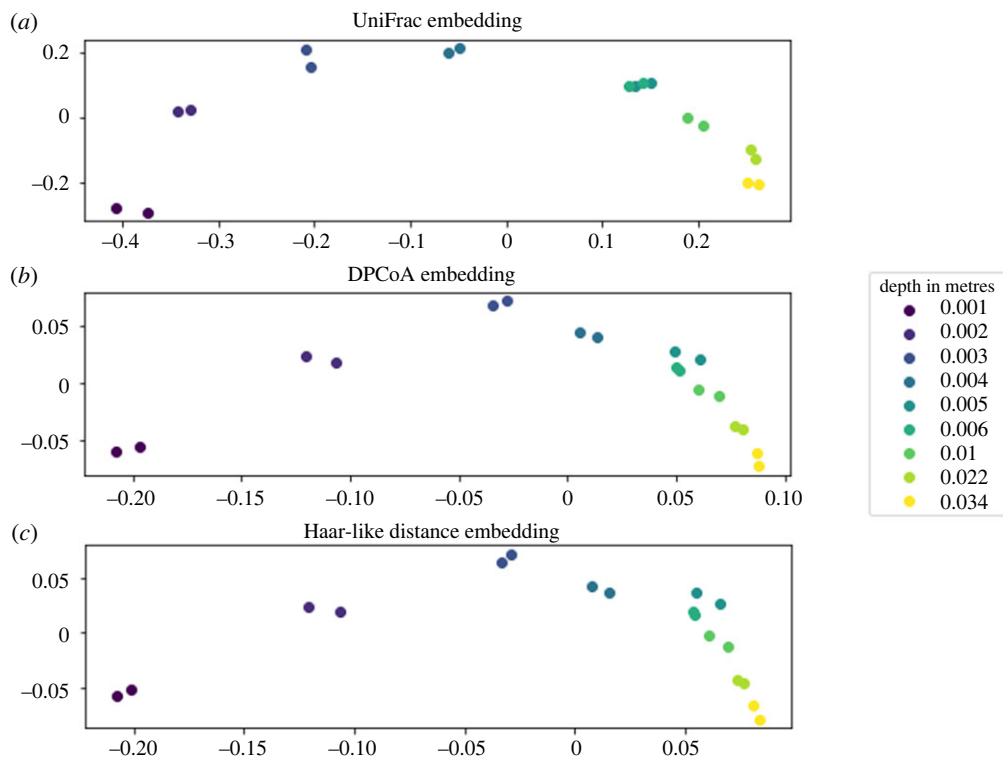 (a)
UniFrac embedding
0.2
0
−0.2
−0.4 −0.3 −0.2 −0.1 0 0.1 0.2
(b)
DPCoA embedding
0.05
0
−0.05
−0.20 −0.15 −0.10 −0.05 0 0.05 0.10
depth in metres
0.001
0.002
0.003
0.004
0.005
0.006
0.01
0.022
0.034
(c)
Haar-like distance embedding
0.05
0
−0.05
−0.20 −0.15 −0.10 −0.05 0 0.05